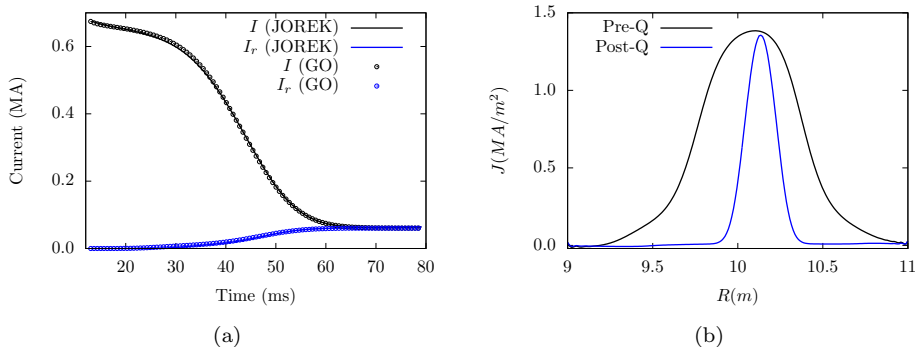 I (JOREK)
I_r (JOREK)
I (GO)
I_r (GO)
Current (MA)
0.6
0.4
0.2
0.0
20 30 40 50 60 70 80
Time (ms)
(a)
Pre-Q
Post-Q
J(MA/m²)
1.5
1.0
0.5
0.0
9 9.5 10 10.5 11
R(m)
(b)